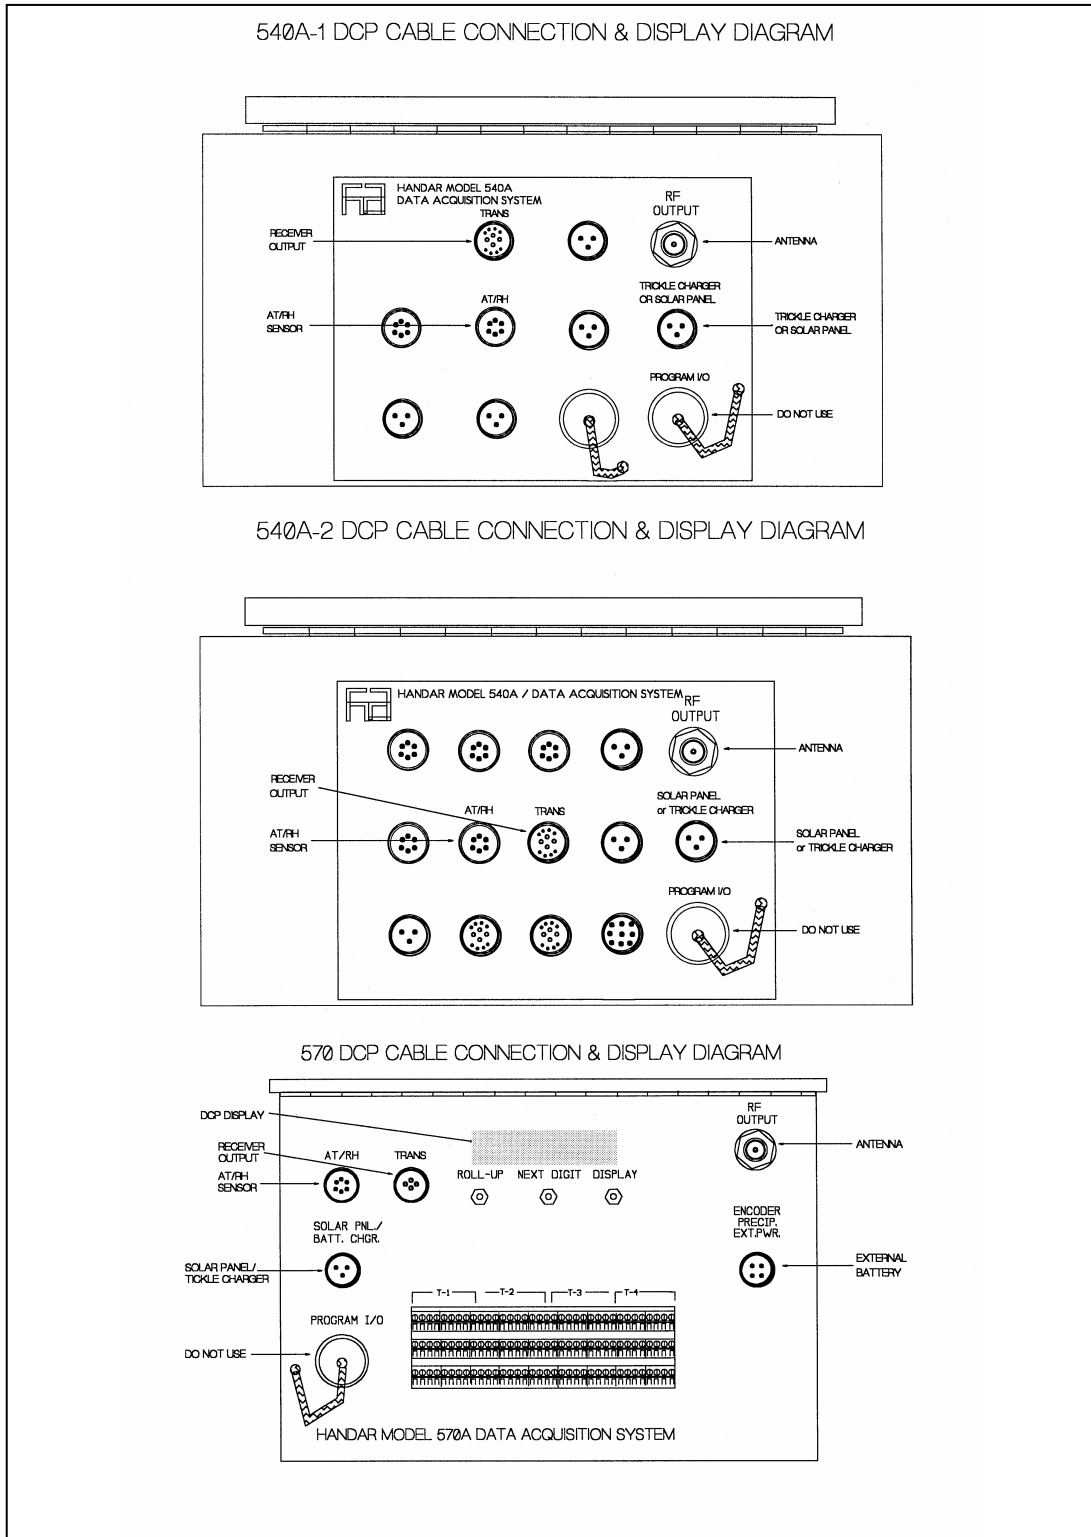 540A-1 DCP CABLE CONNECTION & DISPLAY DIAGRAM
HANDAR MODEL 540A
DATA ACQUISITION SYSTEM
TRANS
RF
OUTPUT
RECEIVER
OUTPUT
ANTENNA
TRICKLE CHARGER
OR SOLAR PANEL
AT/RH
AT/RH
SENSOR
TRICKLE CHARGER
OR SOLAR PANEL
PROGRAM I/O
DO NOT USE
540A-2 DCP CABLE CONNECTION & DISPLAY DIAGRAM
HANDAR MODEL 540A / DATA ACQUISITION SYSTEM
RF
OUTPUT
ANTENNA
RECEIVER
OUTPUT
SOLAR PANEL
or TRICKLE CHARGER
AT/RH
TRANS
AT/RH
SENSOR
SOLAR PANEL
or TRICKLE CHARGER
PROGRAM I/O
DO NOT USE
570 DCP CABLE CONNECTION & DISPLAY DIAGRAM
DCP DISPLAY
RF
OUTPUT
RECEIVER
OUTPUT
AT/RH
TRANS
ANTENNA
AT/RH
SENSOR
ROLL-UP NEXT DIGIT DISPLAY
SOLAR PNL./
BATT. CHGR.
ENCODER
PRECIP.
EXT.PWR.
SOLAR PANEL/
TICKLE CHARGER
EXTERNAL
BATTERY
T-1 T-2 T-3 T-4
PROGRAM I/O
DO NOT USE
HANDAR MODEL 570A DATA ACQUISITION SYSTEM